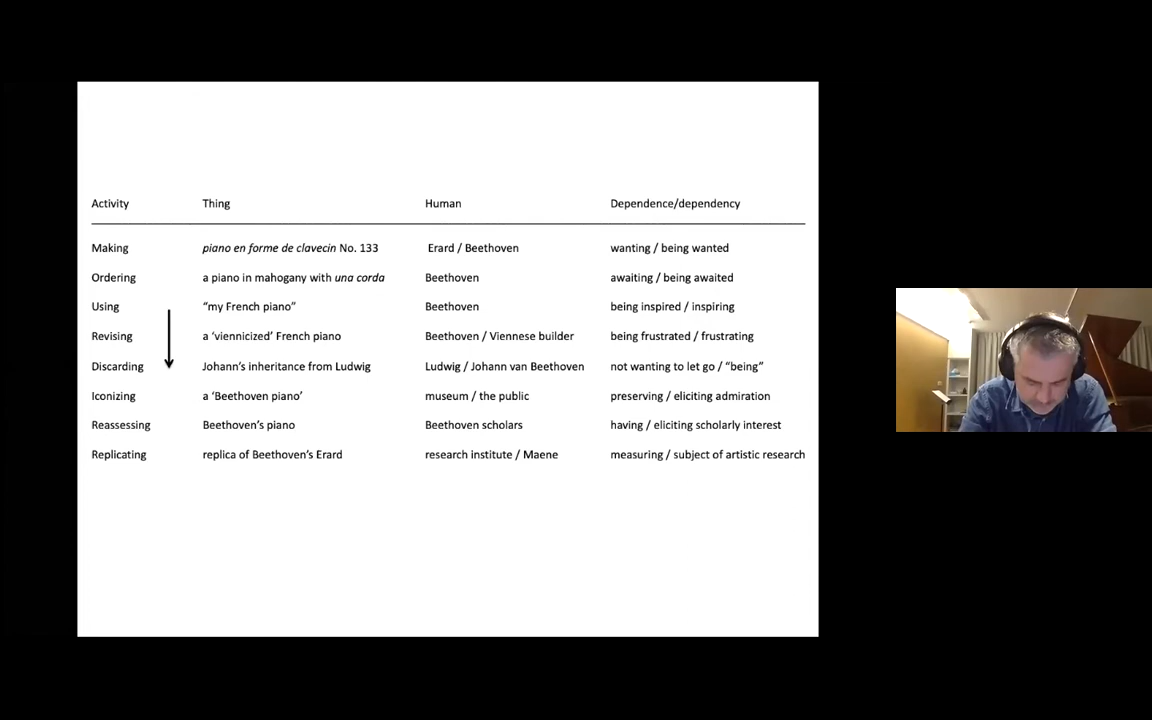 Activity Thing Human Dependence/dependency
Making piano en forme de clavecin No. 133 Erard / Beethoven wanting / being wanted
Ordering a piano in mahogany with una corda Beethoven awaiting / being awaited
Using “my French piano” Beethoven being inspired / inspiring
Revising a ‘viennicized’ French piano Beethoven / Viennese builder being frustrated / frustrating
Discarding Johann’s inheritance from Ludwig Ludwig / Johann van Beethoven not wanting to let go / “being”
Iconizing a ‘Beethoven piano’ museum / the public preserving / eliciting admiration
Reassessing Beethoven’s piano Beethoven scholars having / eliciting scholarly interest
Replicating replica of Beethoven’s Erard research institute / Maene measuring / subject of artistic research